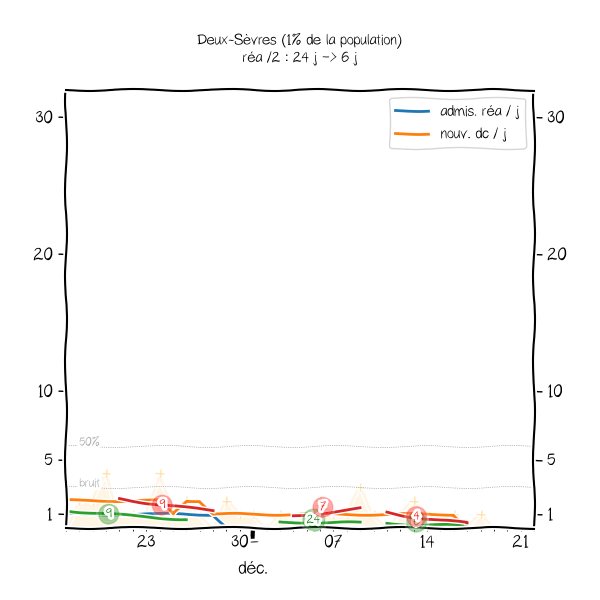 Deux-Sèvres (1% de la population)
réa /2 : 24 j -> 6 j
admis. réa / j
nouv. dc / j
30 30
20 20
10 10
50%
5 5
bruit
9 9 7
9 24 4
1 1
23 30 07 14 21
déc.